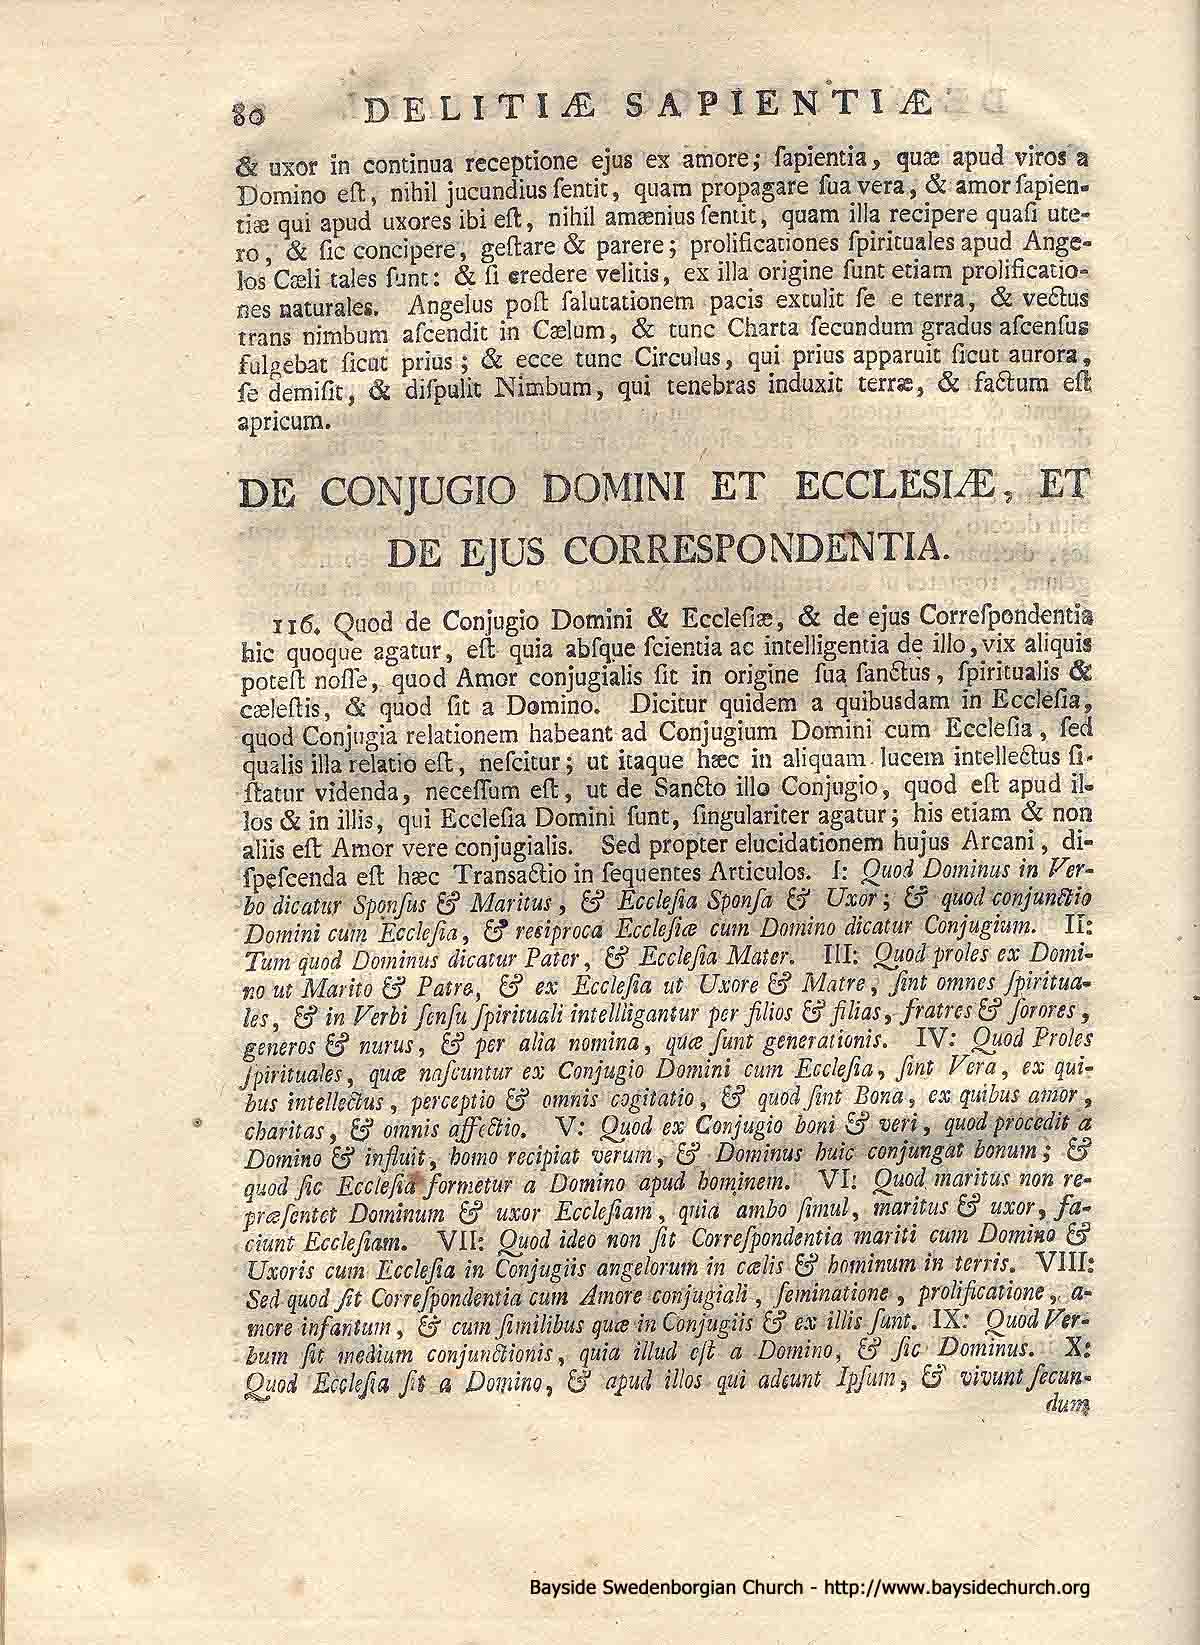 80 DELITIÆ SAPIENTIÆ
& uxor in continua receptione ejus ex amore; ſapientia, quæ apud viros a
Domino eſt, nihil jucundius ſentit, quam propagare ſua vera, & amor ſapien-
tiæ qui apud uxores ibi eſt, nihil amænius ſentit, quam illa recipere quaſi ute-
ro, & ſic concipere, geſtare & parere; prolificationes ſpirituales apud Ange-
los Cæli tales ſunt: & ſi credere velitis, ex illa origine ſunt etiam prolificatio-
nes naturales. Angelus poſt ſalutationem pacis extulit ſe e terra, & vectus
trans nimbum aſcendit in Cælum, & tunc Charta ſecundum gradus aſcenſus
fulgebat ſicut prius; & ecce tunc Circulus, qui prius apparuit ſicut aurora,
ſe demiſit, & diſpulit Nimbum, qui tenebras induxit terræ, & factum eſt
apricum.
DE CONJUGIO DOMINI ET ECCLESIÆ, ET
DE EJUS CORRESPONDENTIA.
116. Quod de Conjugio Domini & Eccleſiæ, & de ejus Correſpondentia
hic quoque agatur, eſt quia abſque ſcientia ac intelligentia de illo, vix aliquis
poteſt noſſe, quod Amor conjugialis ſit in origine ſua ſanctus, ſpiritualis &
cæleſtis, & quod ſit a Domino. Dicitur quidem a quibusdam in Eccleſia,
quod Conjugia relationem habeant ad Conjugium Domini cum Eccleſia, ſed
qualis illa relatio eſt, neſcitur; ut itaque hæc in aliquam lucem intellectus ſi-
ſtatur videnda, neceſſum eſt, ut de Sancto illo Conjugio, quod eſt apud il-
los & in illis, qui Eccleſia Domini ſunt, ſingulariter agatur; his etiam & non
aliis eſt Amor vere conjugialis. Sed propter elucidationem hujus Arcani, di-
ſpeſcenda eſt hæc Transactio in ſequentes Articulos. I: Quod Dominus in Ver-
bo dicatur Sponſus & Maritus, & Eccleſia Sponſa & Uxor; & quod conjunctio
Domini cum Eccleſia, & reciproca Eccleſiæ cum Domino dicatur Conjugium. II:
Tum quod Dominus dicatur Pater, & Eccleſia Mater. III: Quod proles ex Domi-
no ut Marito & Patre, & ex Eccleſia ut Uxore & Matre, ſint omnes ſpiritua-
les, & in Verbi ſenſu ſpirituali intellligantur per filios & filias, fratres & ſorores,
generos & nurus, & per alia nomina, quæ ſunt generationis. IV: Quod Proles
ſpirituales, quæ naſcuntur ex Conjugio Domini cum Eccleſia, ſint Vera, ex qui-
bus intellectus, perceptio & omnis cogitatio, & quod ſint Bona, ex quibus amor,
charitas, & omnis affectio. V: Quod ex Conjugio boni & veri, quod procedit a
Domino & influit, homo recipiat verum, & Dominus huic conjungat bonum; &
quod ſic Eccleſia formetur a Domino apud hominem. VI: Quod maritus non re-
præſentet Dominum & uxor Eccleſiam, quia ambo ſimul, maritus & uxor, fa-
ciunt Eccleſiam. VII: Quod ideo non ſit Correſpondentia mariti cum Domino &
Uxoris cum Eccleſia in Conjugiis angelorum in cælis & hominum in terris. VIII:
Sed quod ſit Correſpondentia cum Amore conjugiali, ſeminatione, prolificatione, a-
more infantum, & cum ſimilibus quæ in Conjugiis & ex illis ſunt. IX: Quod Ver-
bum ſit medium conjunctionis, quia illud eſt a Domino, & ſic Dominus. X:
Quod Eccleſia ſit a Domino, & apud illos qui adeunt Ipſum, & vivunt ſecun-
dum
Bayside Swedenborgian Church - http://www.baysidechurch.org